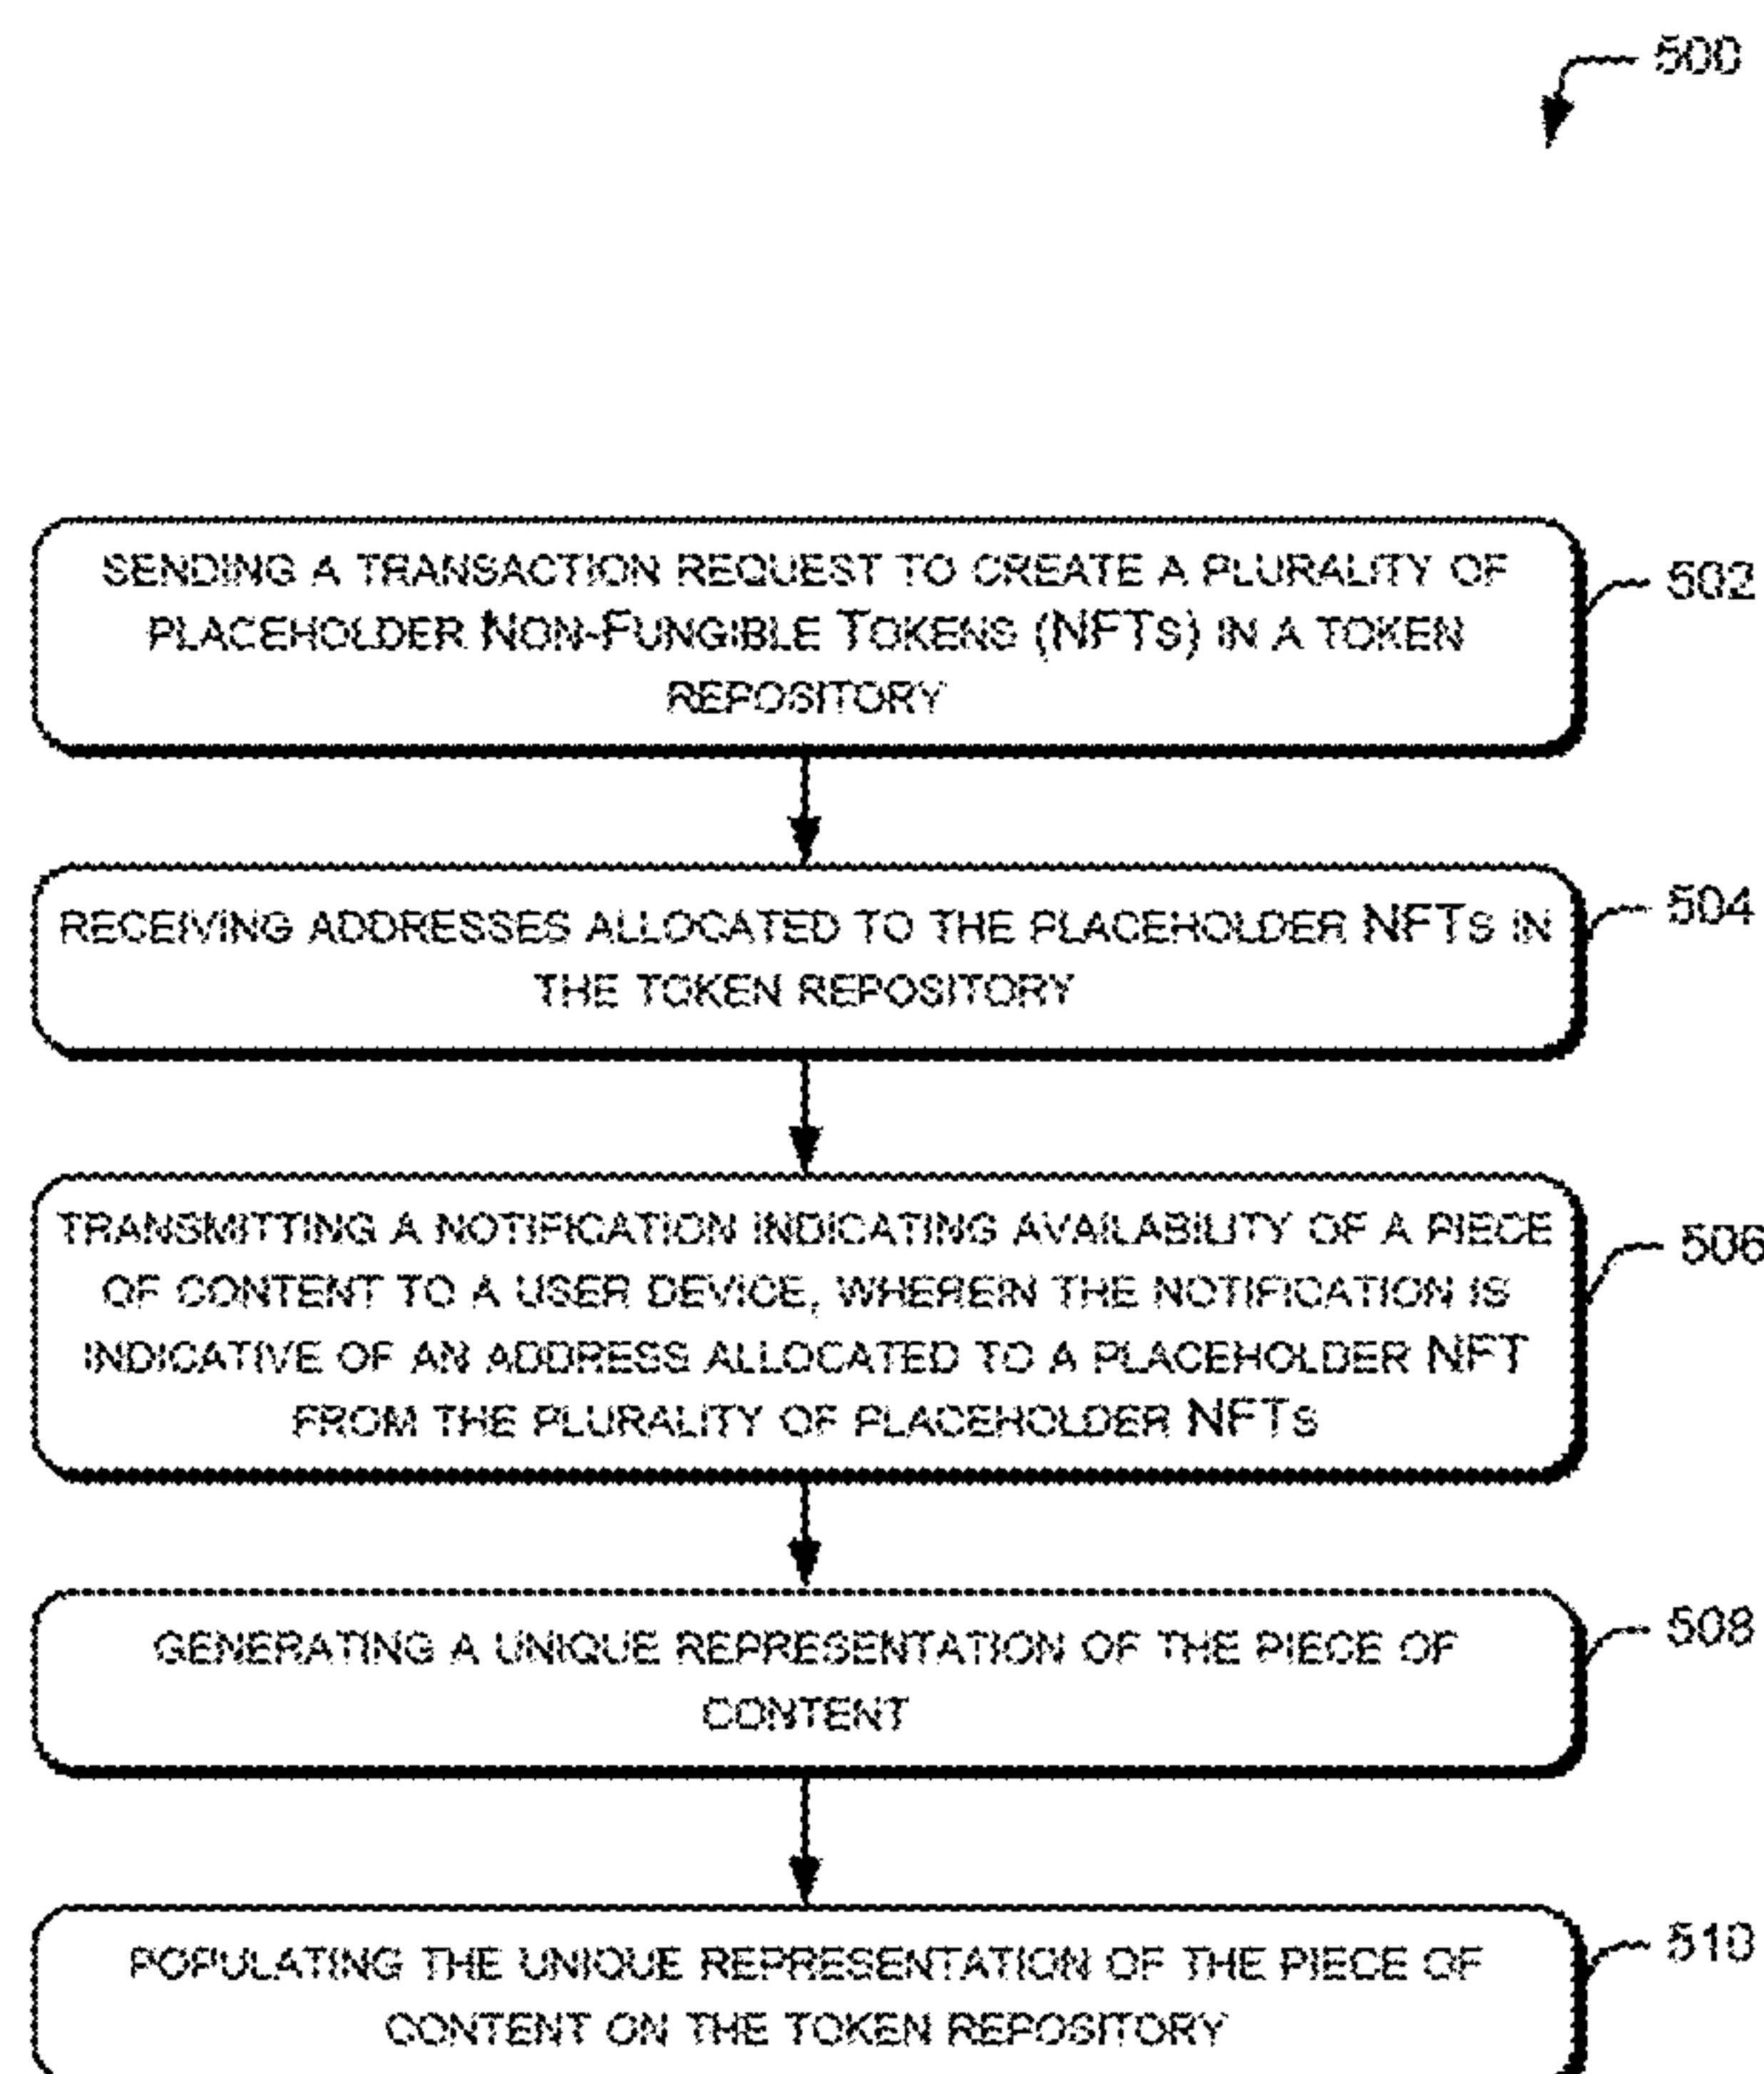 500
SENDING A TRANSACTION REQUEST TO CREATE A PLURALITY OF
PLACEHOLDER NON-FUNGIBLE TOKENS (NFTS) IN A TOKEN
REPOSITORY
502
RECEIVING ADDRESSES ALLOCATED TO THE PLACEHOLDER NFTS IN
THE TOKEN REPOSITORY
504
TRANSMITTING A NOTIFICATION INDICATING AVAILABILITY OF A PIECE
OF CONTENT TO A USER DEVICE, WHEREIN THE NOTIFICATION IS
INDICATIVE OF AN ADDRESS ALLOCATED TO A PLACEHOLDER NFT
FROM THE PLURALITY OF PLACEHOLDER NFTS
506
GENERATING A UNIQUE REPRESENTATION OF THE PIECE OF
CONTENT
508
POPULATING THE UNIQUE REPRESENTATION OF THE PIECE OF
CONTENT ON THE TOKEN REPOSITORY
510